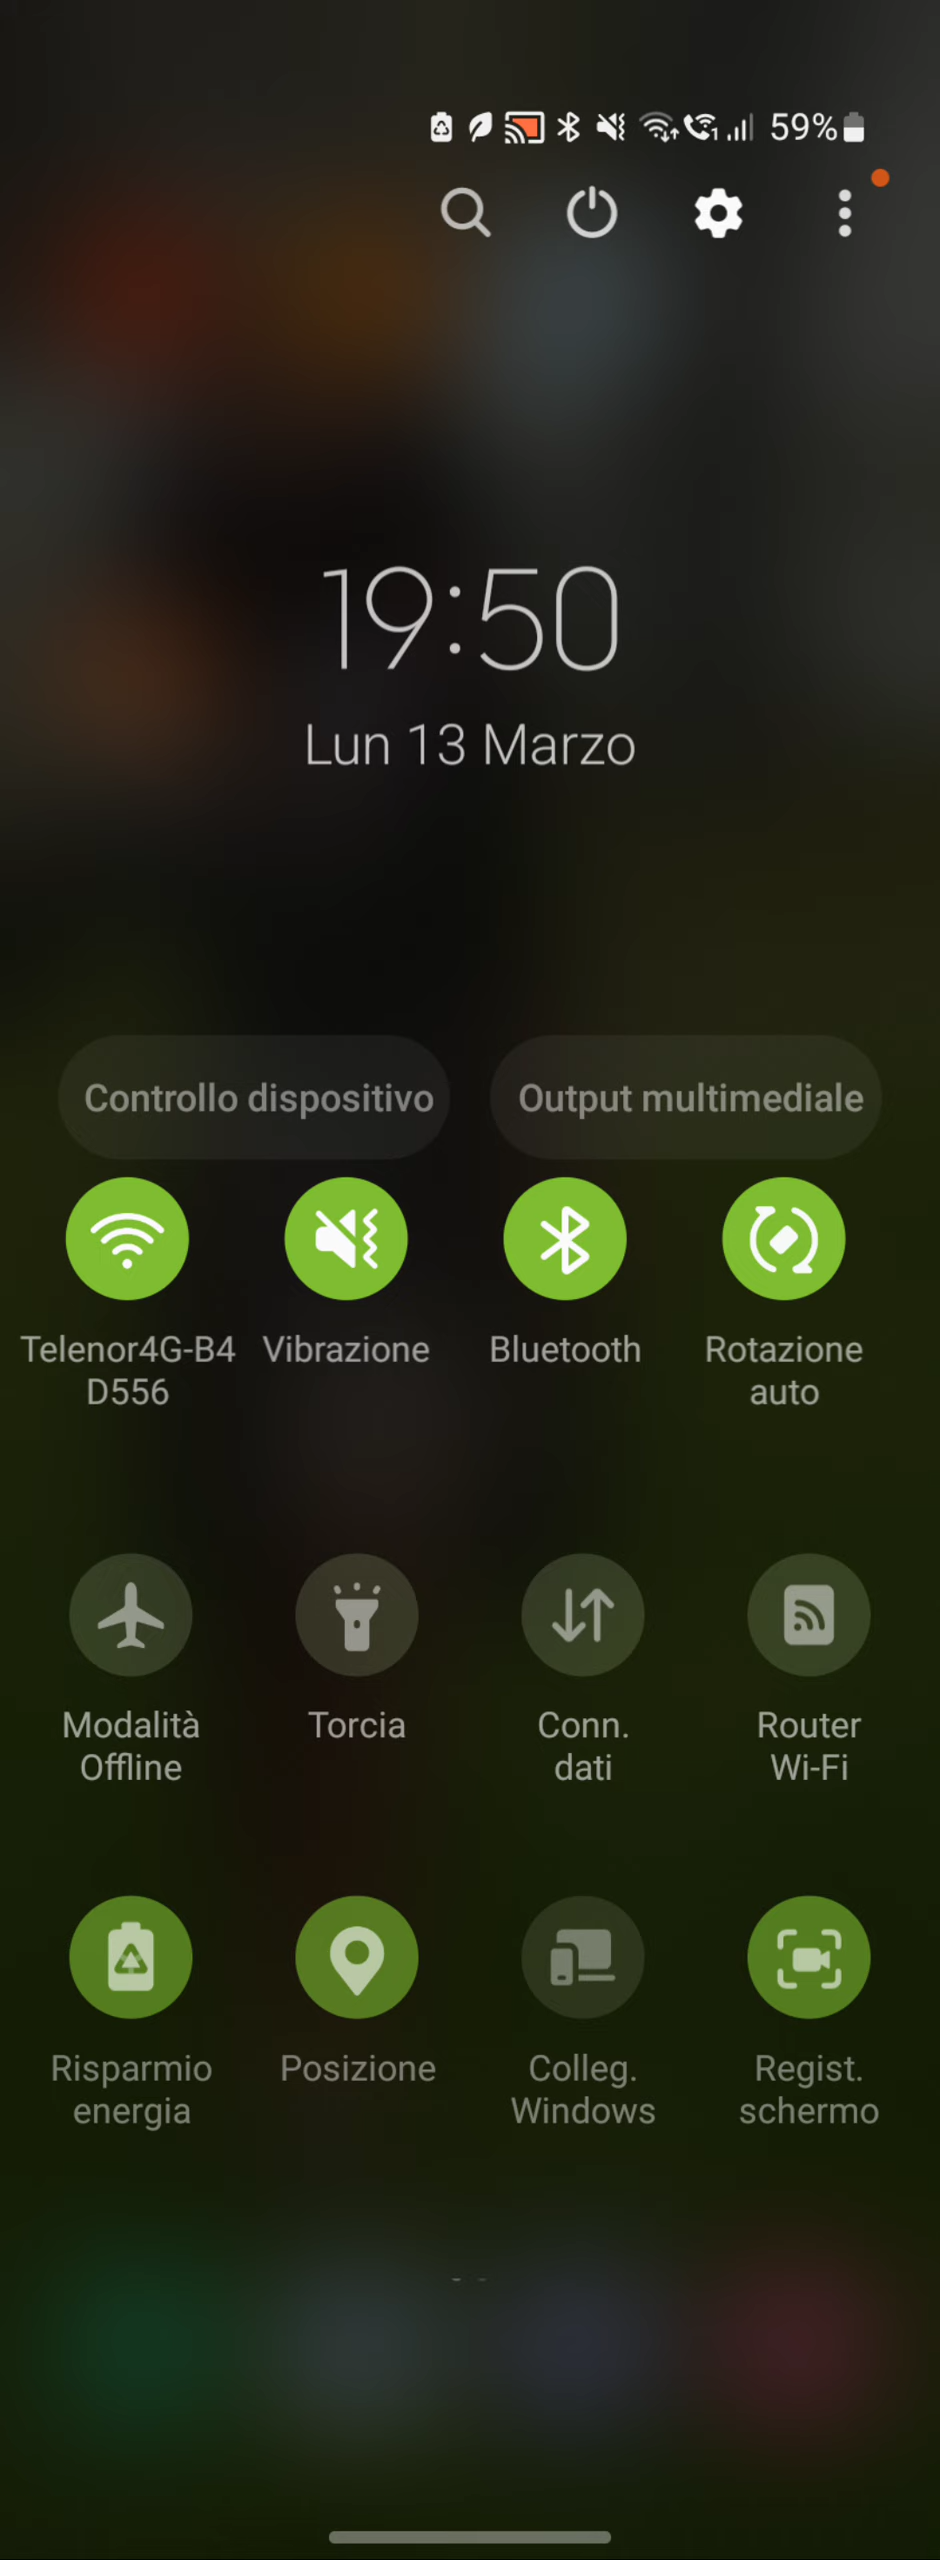 59%
19:50
Lun 13 Marzo
Controllo dispositivo
Output multimediale
Telenor4G-B4
D556
Vibrazione
Bluetooth
Rotazione
auto
Modalità
Offline
Torcia
Conn.
dati
Router
Wi-Fi
Risparmio
energia
Posizione
Colleg.
Windows
Regist.
schermo